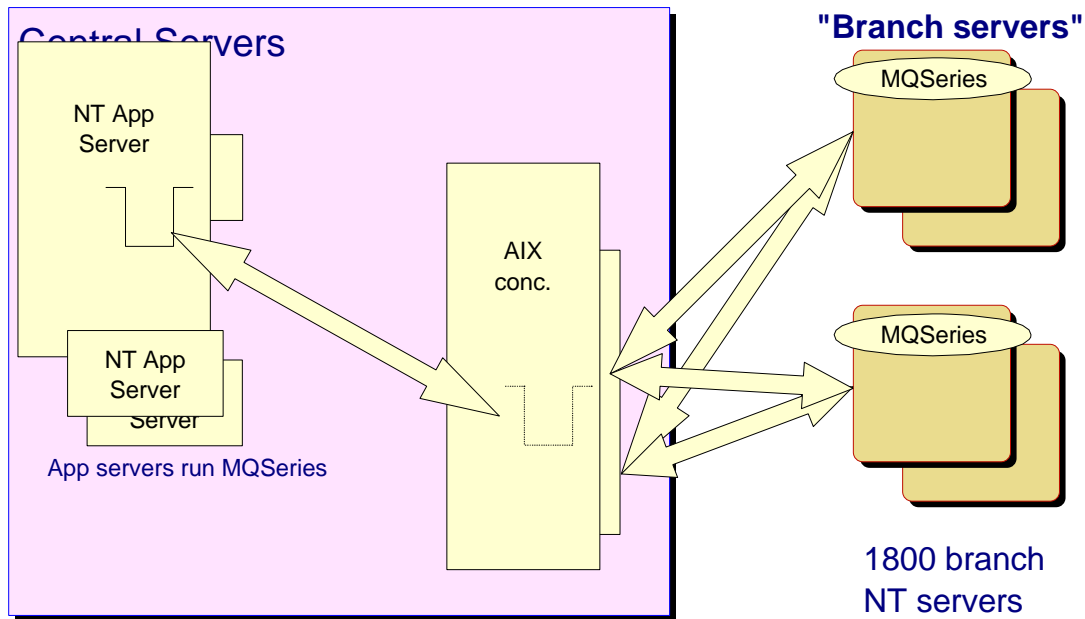 Central Servers
"Branch servers"
MQSeries
NT App
Server
AIX
conc.
MQSeries
NT App
Server
Server
App servers run MQSeries
1800 branch
NT servers